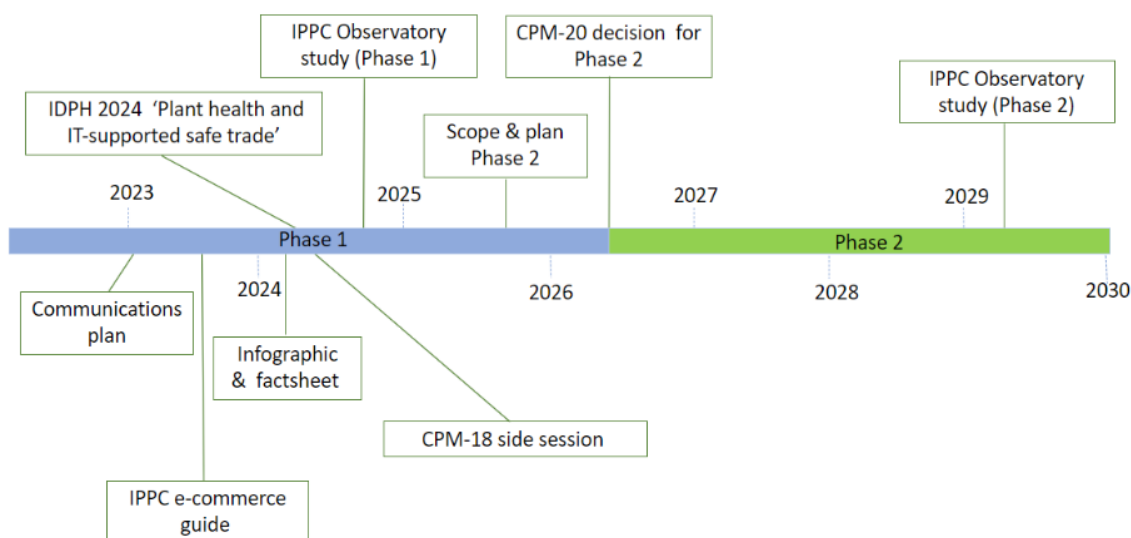 IPPC Observatory
study (Phase 1)
CPM-20 decision for
Phase 2
IPPC Observatory
study (Phase 2)
IDPH 2024 ‘Plant health and
IT-supported safe trade’
Scope & plan
Phase 2
2023
2025
2027
2029
Phase 1
Phase 2
2024
2026
2028
2030
Communications
plan
Infographic
& factsheet
CPM-18 side session
IPPC e-commerce
guide